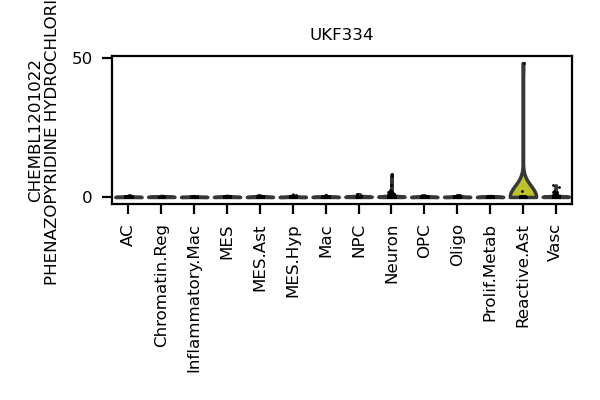 UKF334
CHEMBL1201022
PHENAZOPYRIDINE HYDROCHLORI
50
0
AC
Chromatin.Reg
Inflammatory.Mac
MES
MES.Ast
MES.Hyp
Mac
NPC
Neuron
OPC
Oligo
Prolif.Metab
Reactive.Ast
Vasc